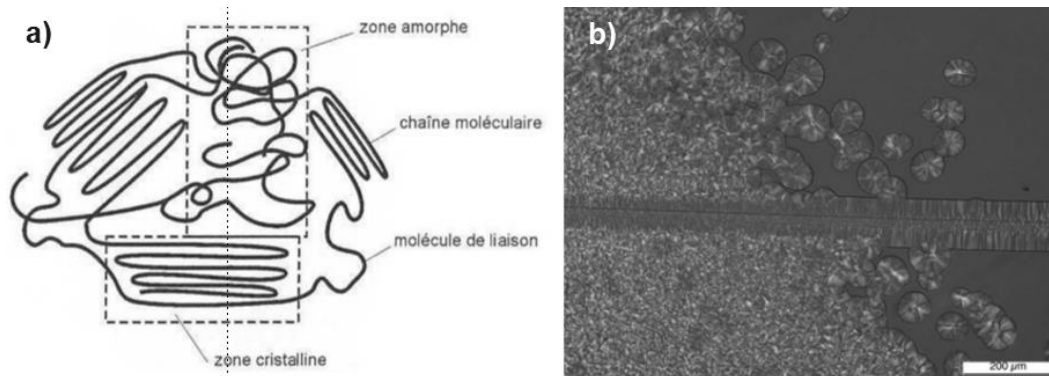 a)
zone amorphe
chaîne moléculaire
molécule de liaison
zone cristalline
b)
200 µm